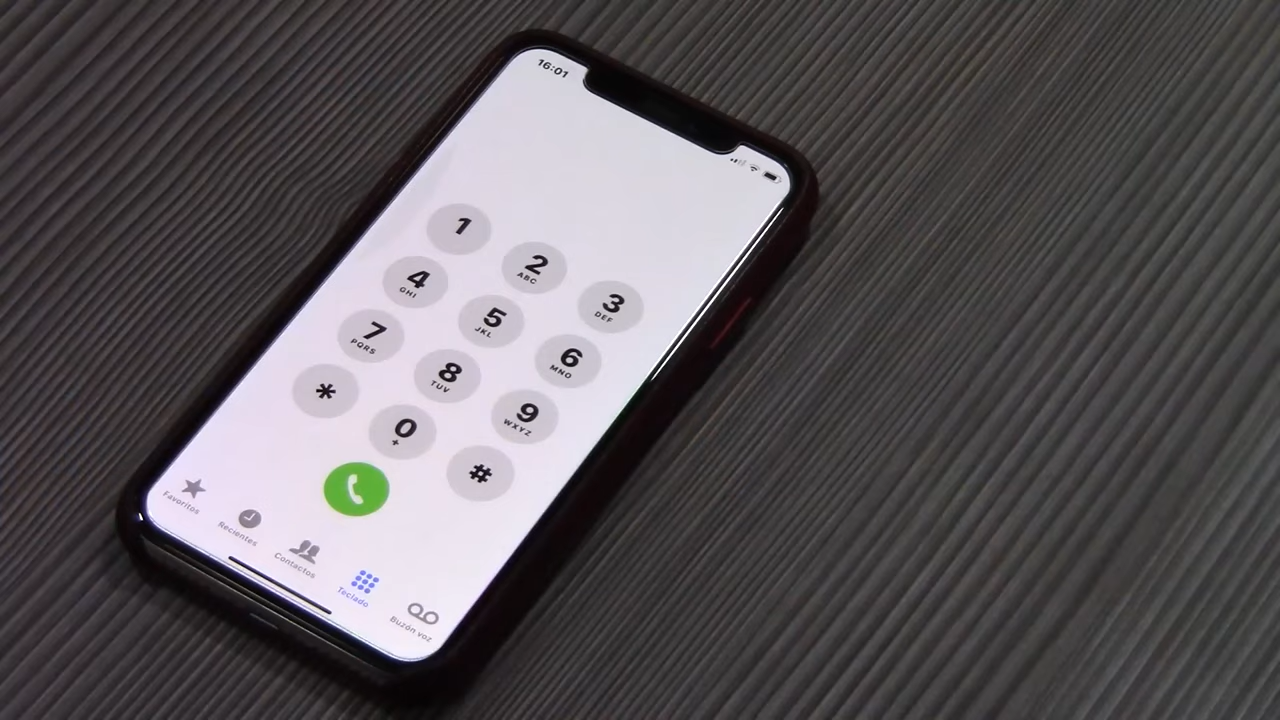 16:01
1
2
ABC
3
DEF
4
GHI
5
JKL
6
MNO
7
PQRS
8
TUV
9
WXYZ
*
0
+
#
Favoritos
Recientes
Contactos
Teclado
Buzón voz